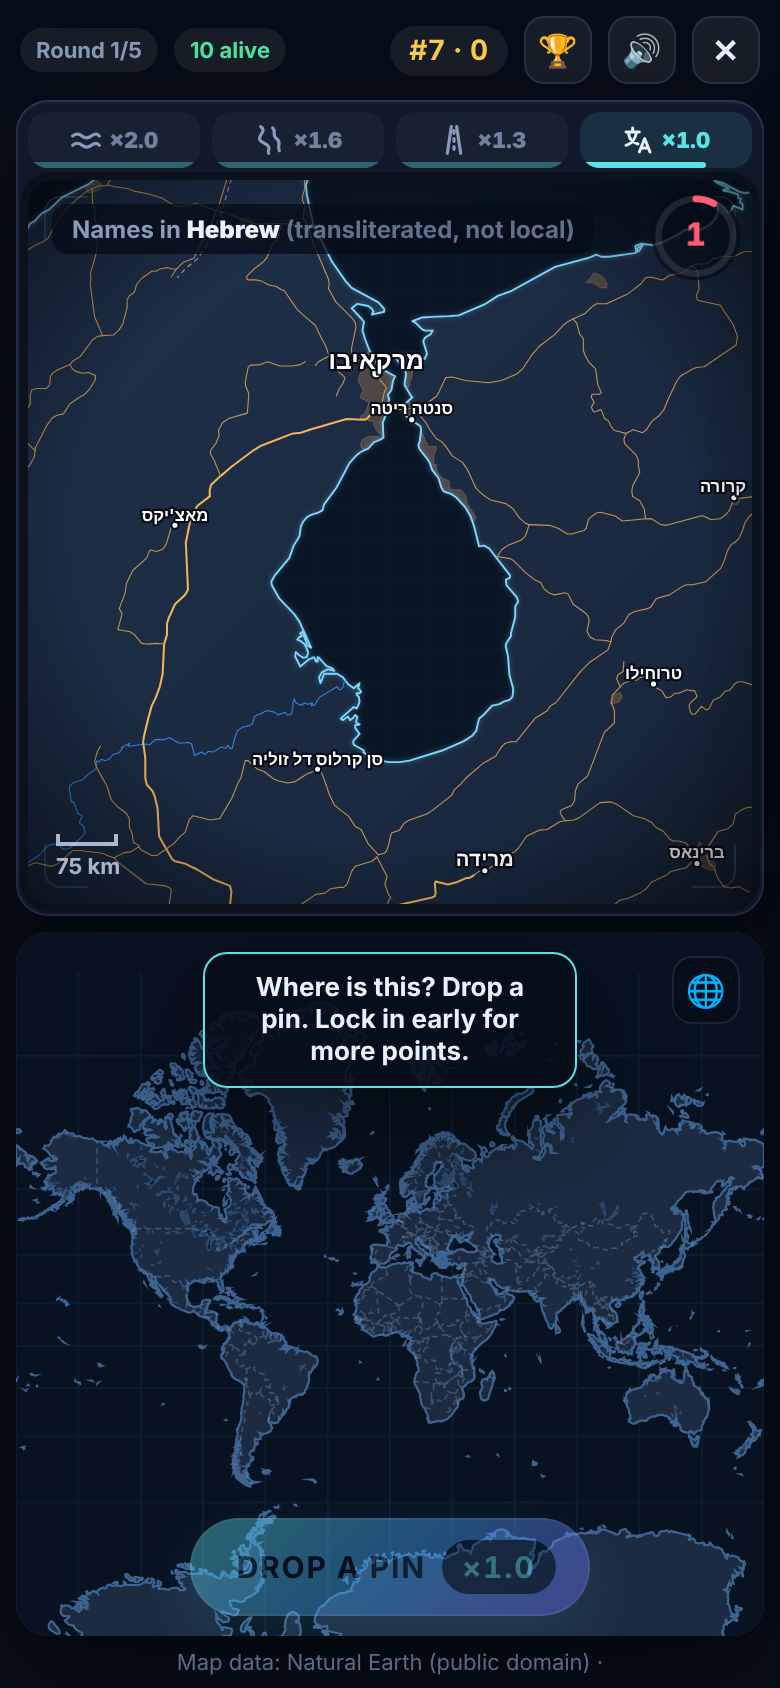 Round 1/5
10 alive
#7 · 0
×2.0
×1.6
×1.3
×1.0
Names in Hebrew (transliterated, not local)
1
מרקאיבו
סנטה ריטה
קרורה
מאצ'יקס
טרוחילו
סן קרלוס דל זוליה
מרידה
ברינאס
75 km
Where is this? Drop a
pin. Lock in early for
more points.
DROP A PIN ×1.0
Map data: Natural Earth (public domain) ·